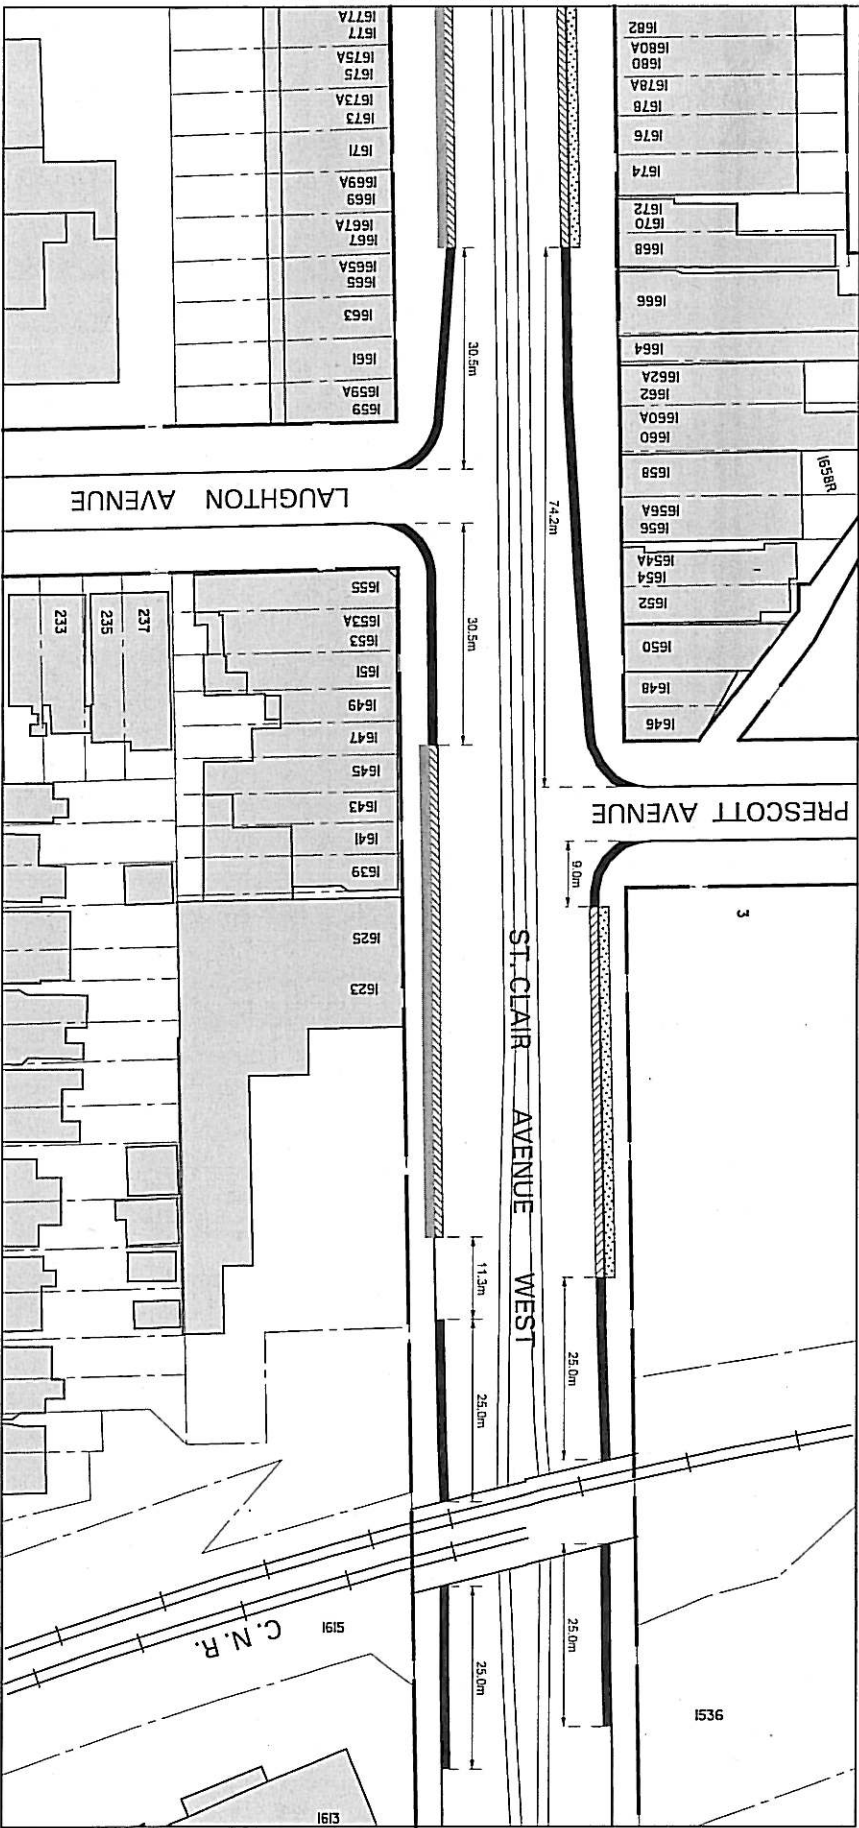 1677A
1677
1675A
1675
1673A
1673
1671
1669A
1669
1667A
1667
1665A
1665
1663
1661
1659A
1659
1682
1680A
1680
1678A
1678
1676
1674
1672
1670
1668
1666
1664
1662A
1662
1660A
1660
1658
1658R
1656A
1656
1654A
1654
1652
1650
1648
1646
30.5m
74.2m
LAUGHTON AVENUE
30.5m
PRESCOTT AVENUE
9.0m
1655
1653A
1653
1651
1649
1647
1645
1643
1641
1639
1625
1623
233
235
237
3
ST. CLAIR AVENUE WEST
11.3m
25.0m
25.0m
25.0m
25.0m
C.N.R.
1615
1536
1613